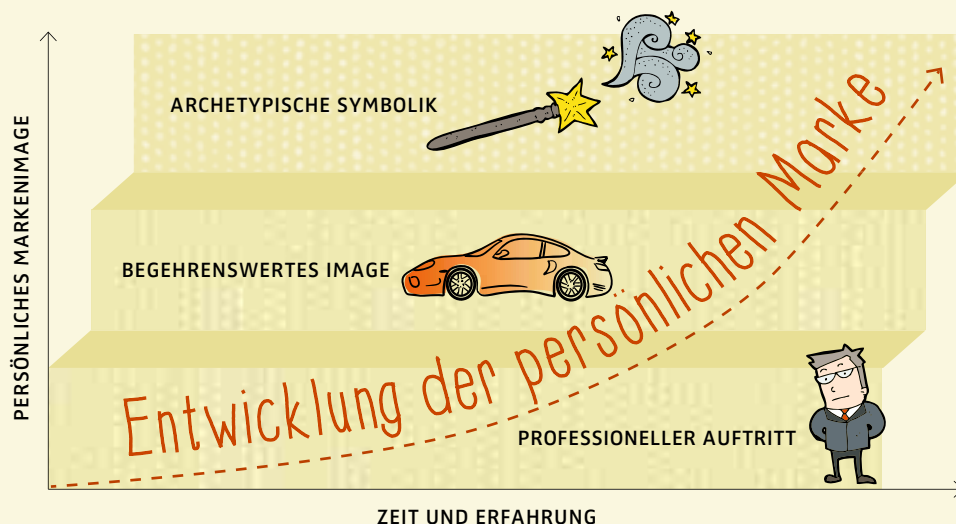 ARCHETYPISCHE SYMBOLIK
BEGEHRENSWERTES IMAGE
Entwicklung der persönlichen Marke
PROFESSIONELLER AUFTRITT
PERSÖNLICHES MARKENIMAGE
ZEIT UND ERFAHRUNG